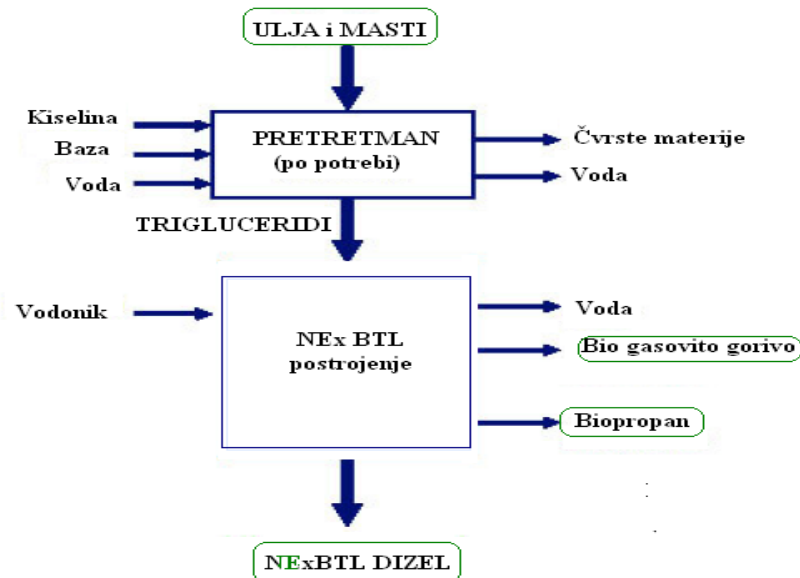 ULJA i MASTI
Kiselina
Baza
Voda
PRETRETMAN
(po potrebi)
Čvrste materije
Voda
TRIGLUCERIDI
Vodonik
NEx BTL
postrojenje
Voda
Bio gasovito gorivo
Biopropan
NExBTL DIZEL